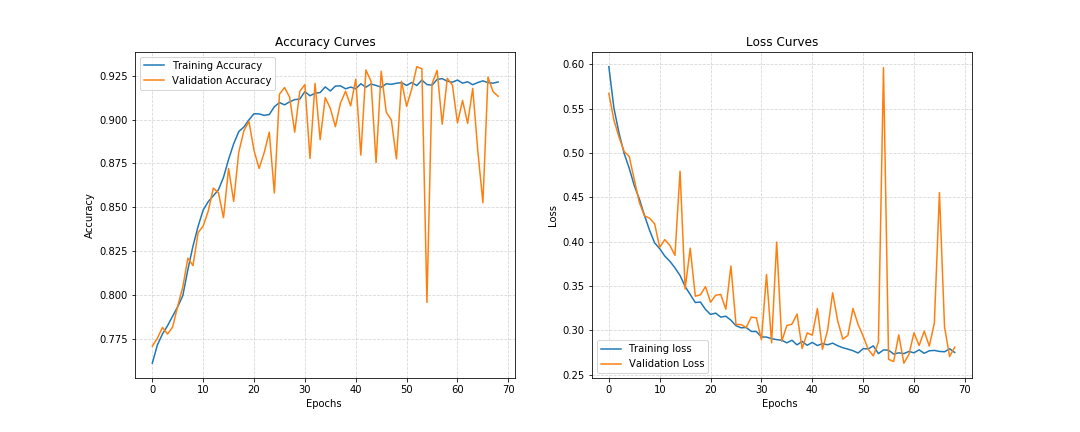 Accuracy Curves
Training Accuracy
Validation Accuracy
Accuracy
0.925
0.900
0.875
0.850
0.825
0.800
0.775
0 10 20 30 40 50 60 70
Epochs
Loss Curves
Loss
0.60
0.55
0.50
0.45
0.40
0.35
0.30
0.25
Training loss
Validation Loss
0 10 20 30 40 50 60 70
Epochs